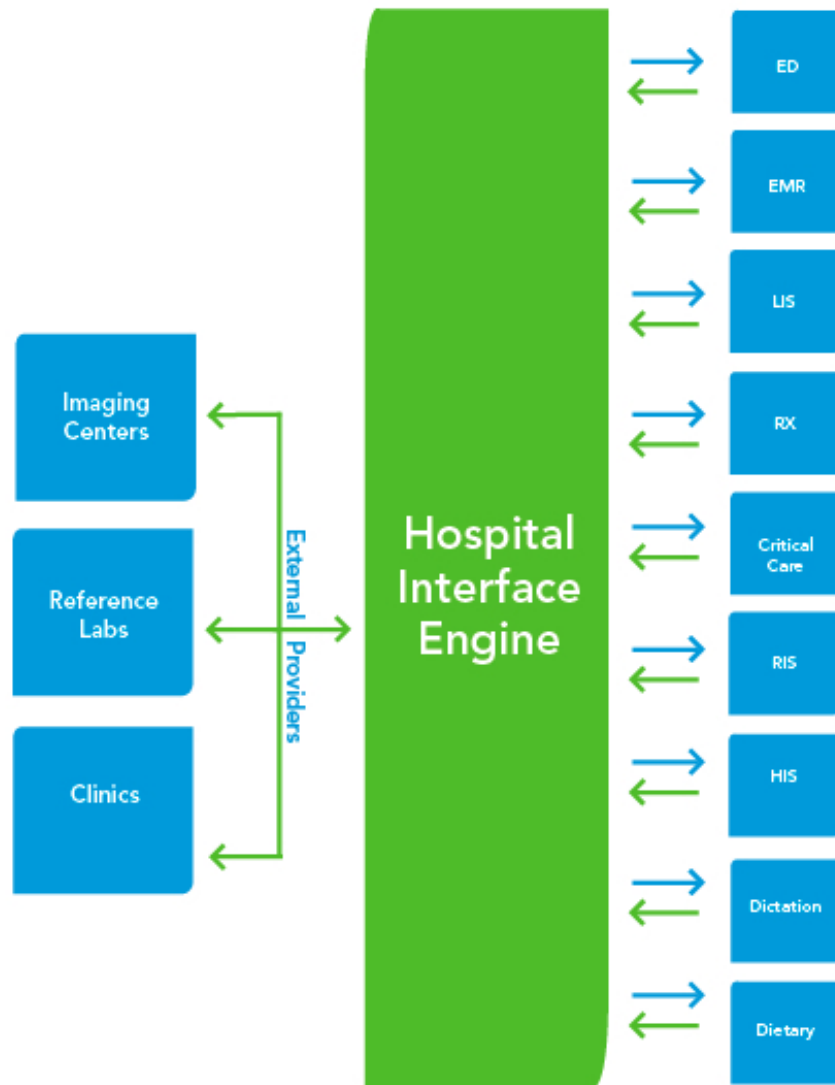 Imaging
Centers
Reference
Labs
Clinics
External Providers
Hospital
Interface
Engine
ED
EMR
LIS
RX
Critical
Care
RIS
HIS
Dictation
Dietary